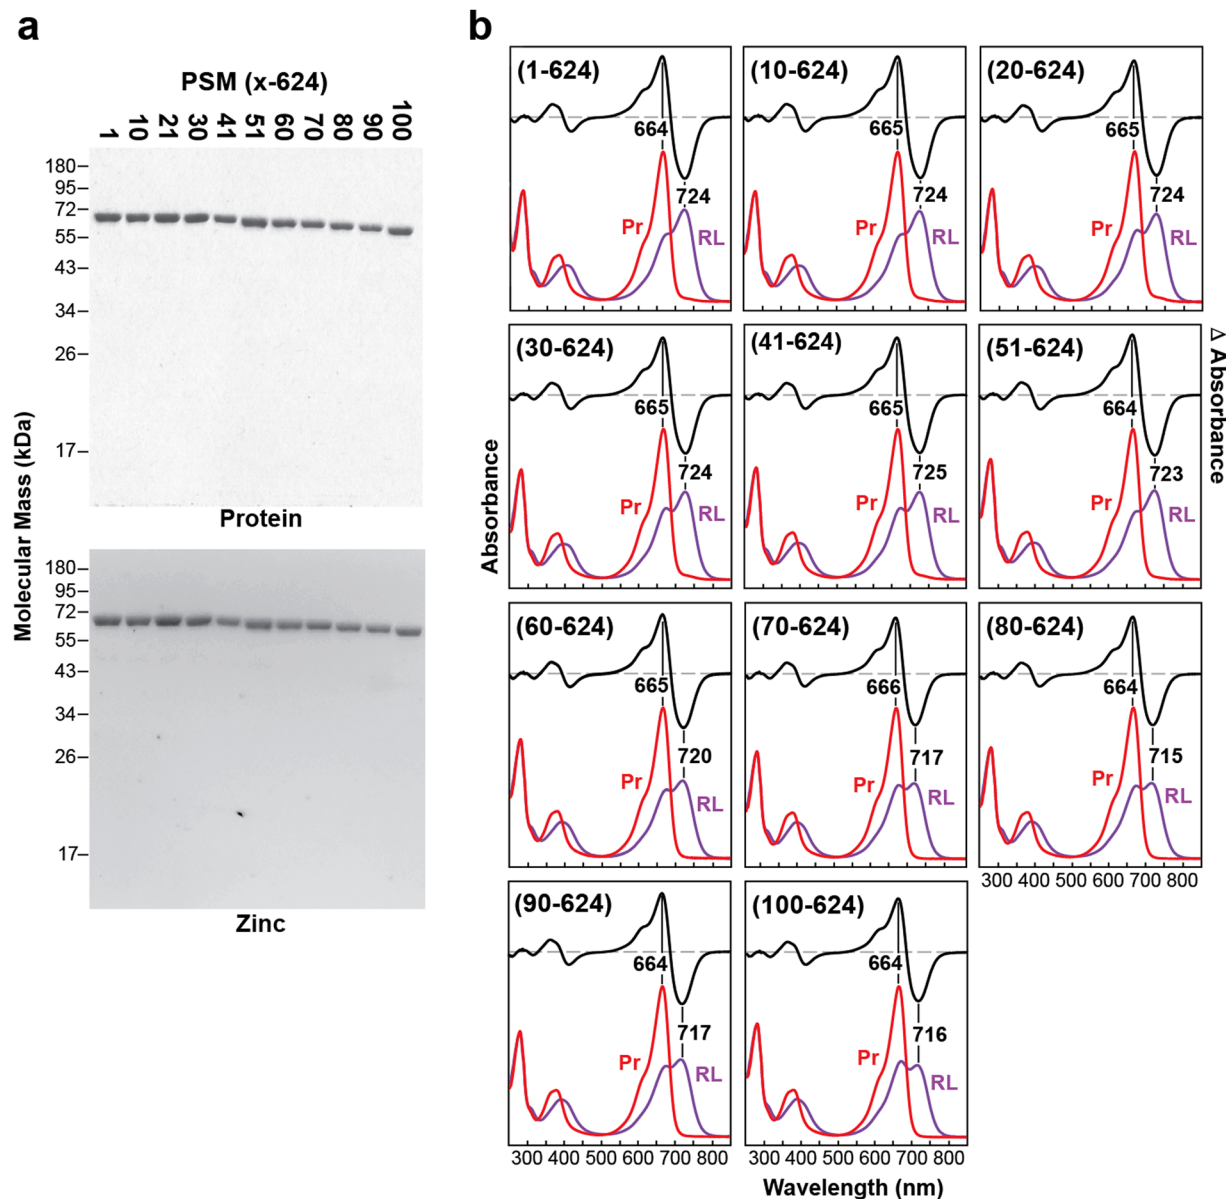 a
PSM (x-624)
1 10 21 30 41 51 60 70 80 90 100
180
95
72
55
43
34
26
17
Protein
180
95
72
55
43
34
26
17
Zinc
Molecular Mass (kDa)
b
(1-624)
664
724
Pr
RL
(10-624)
665
724
Pr
RL
(20-624)
665
724
Pr
RL
(30-624)
665
724
Pr
RL
(41-624)
665
725
Pr
RL
(51-624)
664
723
Pr
RL
(60-624)
665
720
Pr
RL
(70-624)
666
717
Pr
RL
(80-624)
664
715
Pr
RL
300 400 500 600 700 800
(90-624)
664
717
Pr
RL
300 400 500 600 700 800
(100-624)
664
716
Pr
RL
300 400 500 600 700 800
Absorbance
Δ Absorbance
Wavelength (nm)